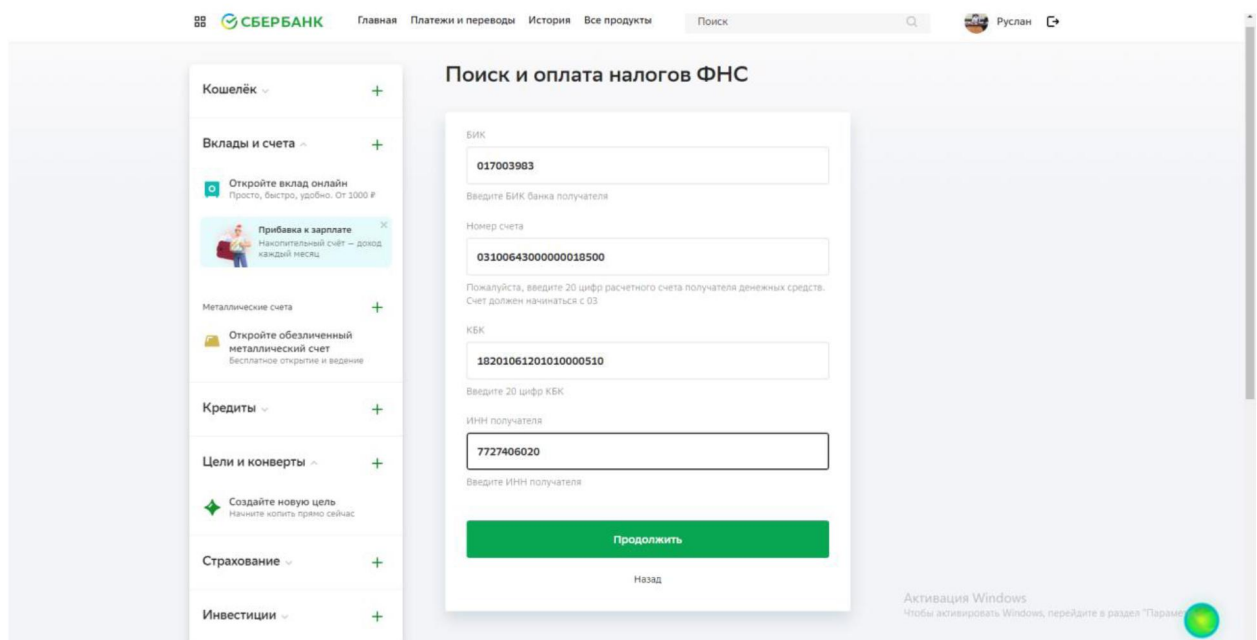 СБЕРБАНК
Главная Платежи и переводы История Все продукты
Поиск
Руслан
Кошелёк
Вклады и счета
Откройте вклад онлайн
Просто, быстро, удобно. От 1000 ₽
Прибавка к зарплате
Накопительный счёт — доход
каждый месяц
Металлические счета
Откройте обезличенный
металлический счет
Бесплатное открытие и ведение
Кредиты
Цели и конверты
Создайте новую цель
Начните копить прямо сейчас
Страхование
Инвестиции
Поиск и оплата налогов ФНС
БИК
017003983
Введите БИК банка получателя
Номер счета
03100643000000018500
Пожалуйста, введите 20 цифр расчетного счета получателя денежных средств.
Счет должен начинаться с 03
КБК
18201061201010000510
Введите 20 цифр КБК
ИНН получателя
7727406020
Введите ИНН получателя
Продолжить
Назад
Активация Windows
Чтобы активировать Windows, перейдите в раздел "Параме